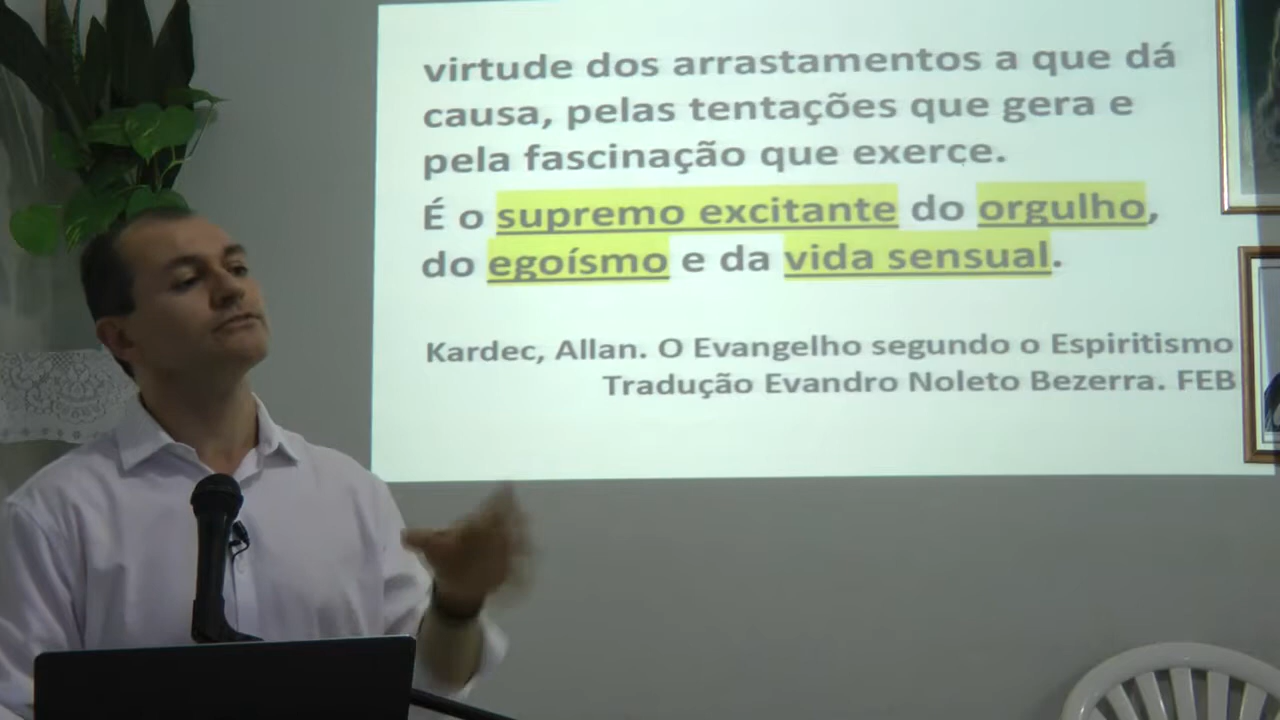 virtude dos arrastamentos a que dá
causa, pelas tentações que gera e
pela fascinação que exerce.
É o supremo excitante do orgulho,
do egoísmo e da vida sensual.
Kardec, Allan. O Evangelho segundo o Espiritismo
Tradução Evandro Noleto Bezerra. FEB